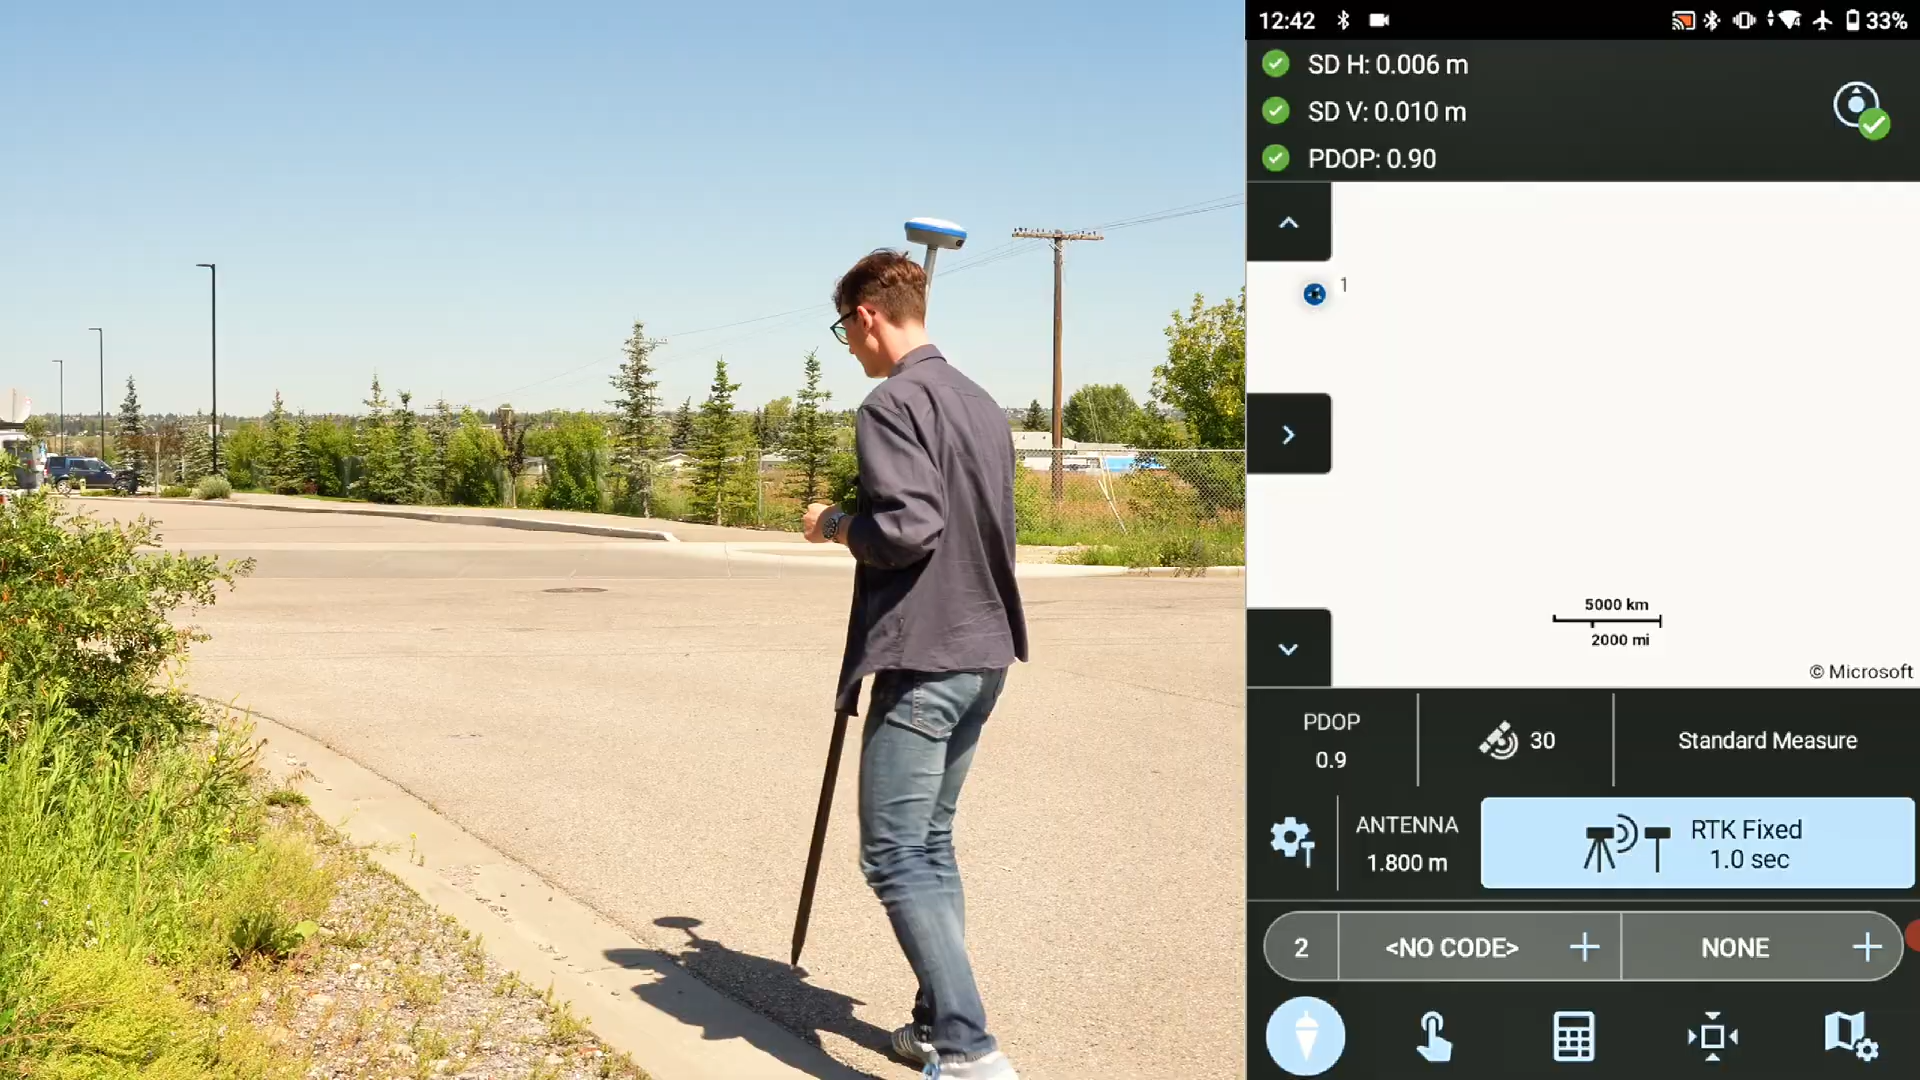 12:42
33%
SD H: 0.006 m
SD V: 0.010 m
PDOP: 0.90
1
5000 km
2000 mi
© Microsoft
PDOP
0.9
30
Standard Measure
ANTENNA
1.800 m
RTK Fixed
1.0 sec
2 <NO CODE> + NONE +